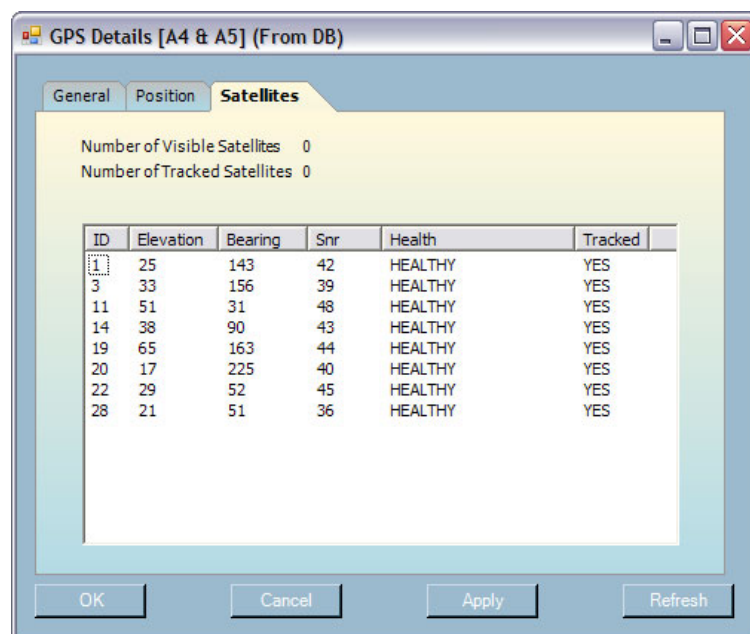 GPS Details [A4 & A5] (From DB)
General Position Satellites
Number of Visible Satellites 0
Number of Tracked Satellites 0
ID Elevation Bearing Snr Health Tracked
1 25 143 42 HEALTHY YES
3 33 156 39 HEALTHY YES
11 51 31 48 HEALTHY YES
14 38 90 43 HEALTHY YES
19 65 163 44 HEALTHY YES
20 17 225 40 HEALTHY YES
22 29 52 45 HEALTHY YES
28 21 51 36 HEALTHY YES
OK Cancel Apply Refresh